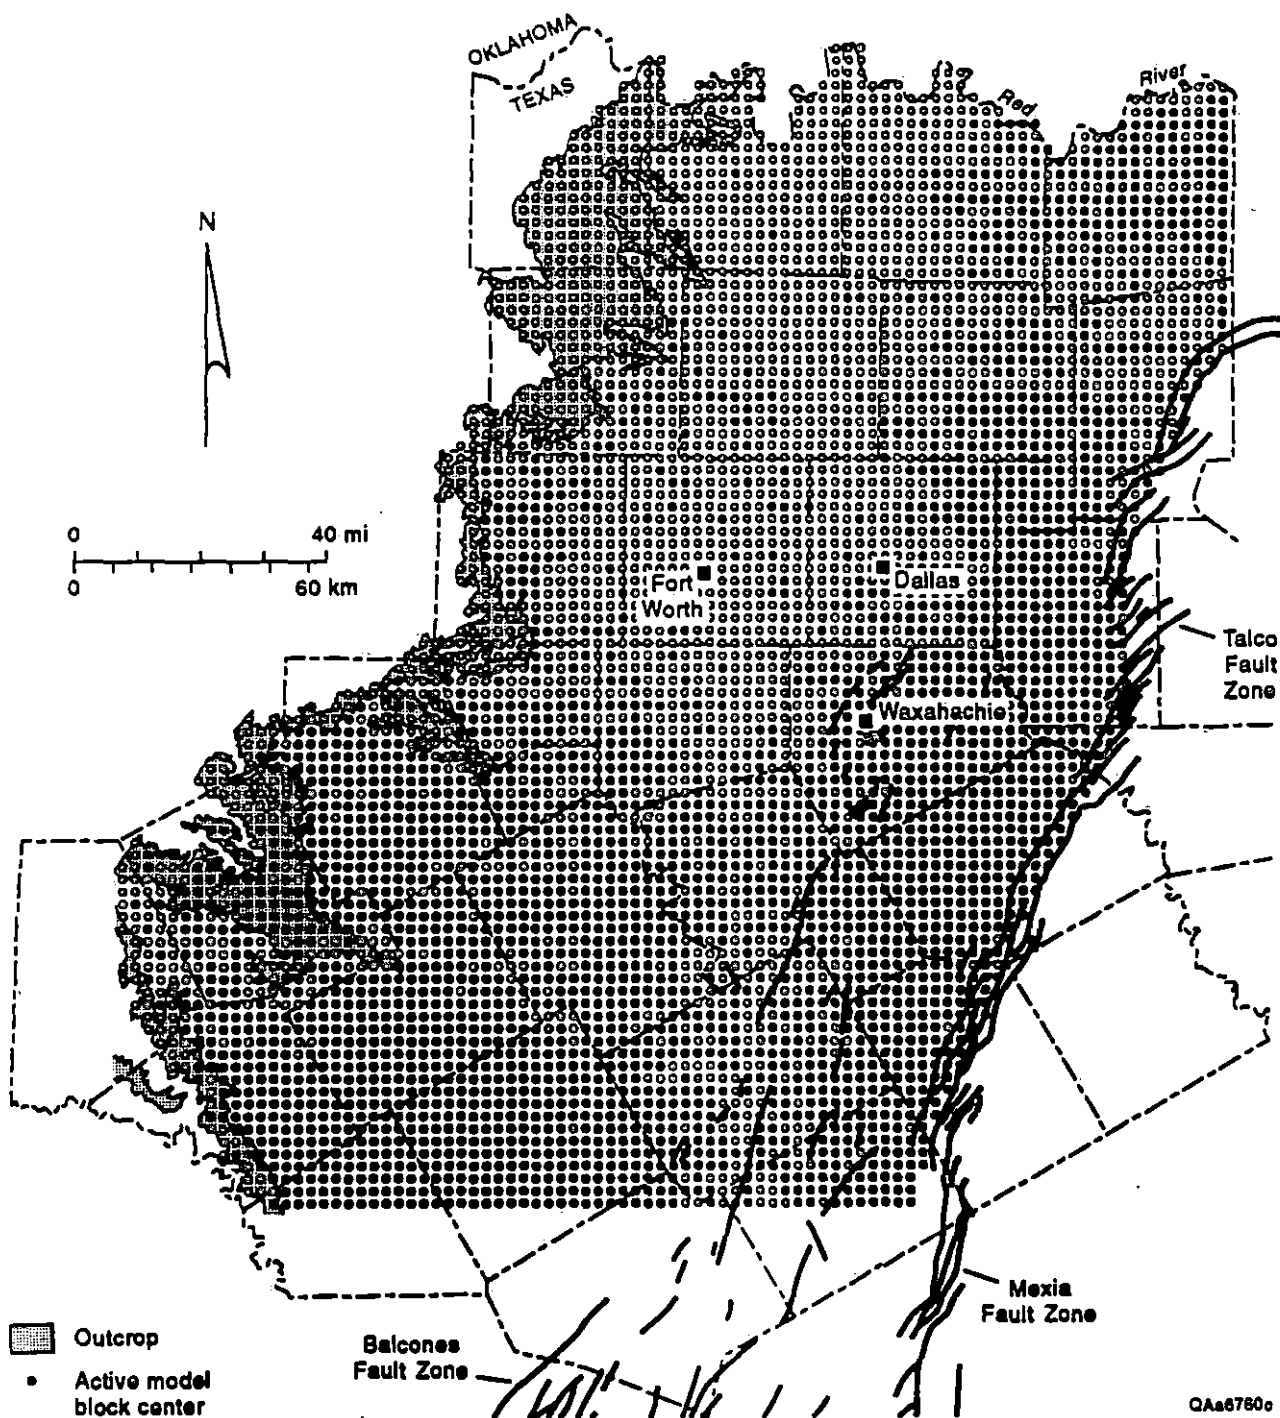 OKLAHOMA
TEXAS
Red
River
N
0 40 mi
0 60 km
Fort
Worth
Dallas
Talco
Fault
Zone
Waxahachie
Mexia
Fault Zone
Balcones
Fault Zone
Outcrop
Active model
block center
QAa6760c